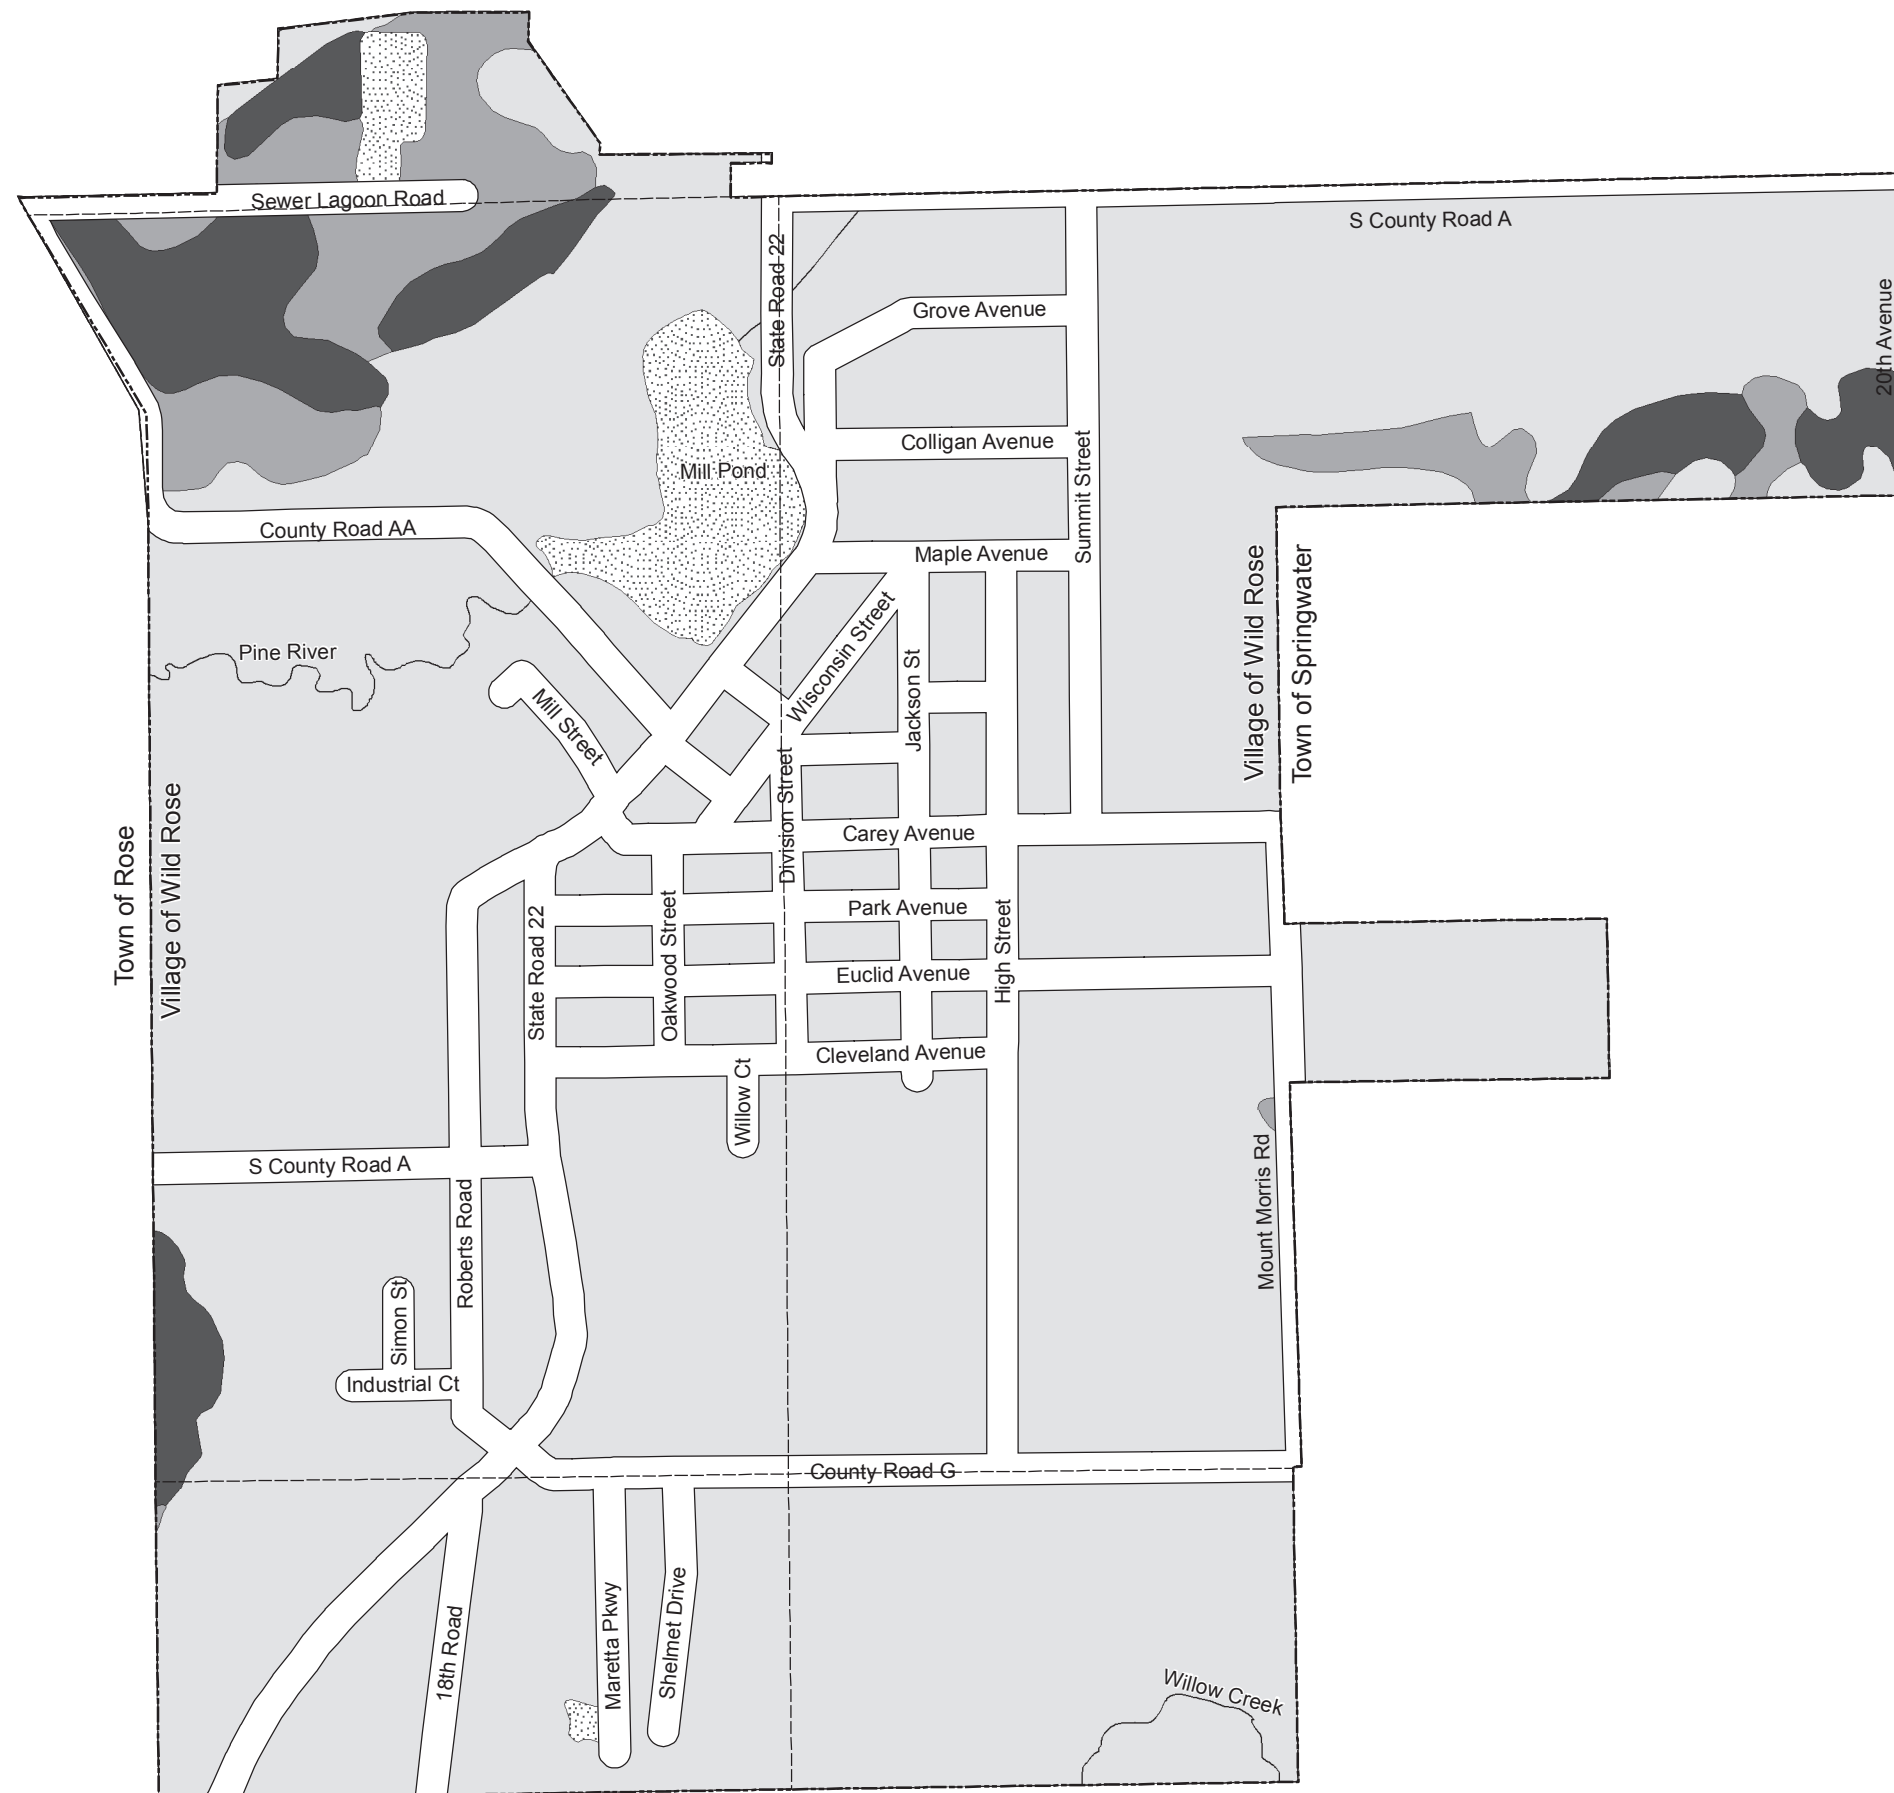 Sewer Lagoon Road
S County Road A
State Road 22
20th Avenue
Grove Avenue
Colligan Avenue
Summit Street
Mill Pond
County Road AA
Maple Avenue
Village of Wild Rose
Town of Springwater
Pine River
Wisconsin Street
Jackson St
Mill Street
Division Street
Town of Rose
Village of Wild Rose
Carey Avenue
Park Avenue
State Road 22
Oakwood Street
High Street
Euclid Avenue
Cleveland Avenue
Willow Ct
S County Road A
Mount Morris Rd
Roberts Road
Simon St
Industrial Ct
County Road G
18th Road
Maretta Pkwy
Shelmet Drive
Willow Creek